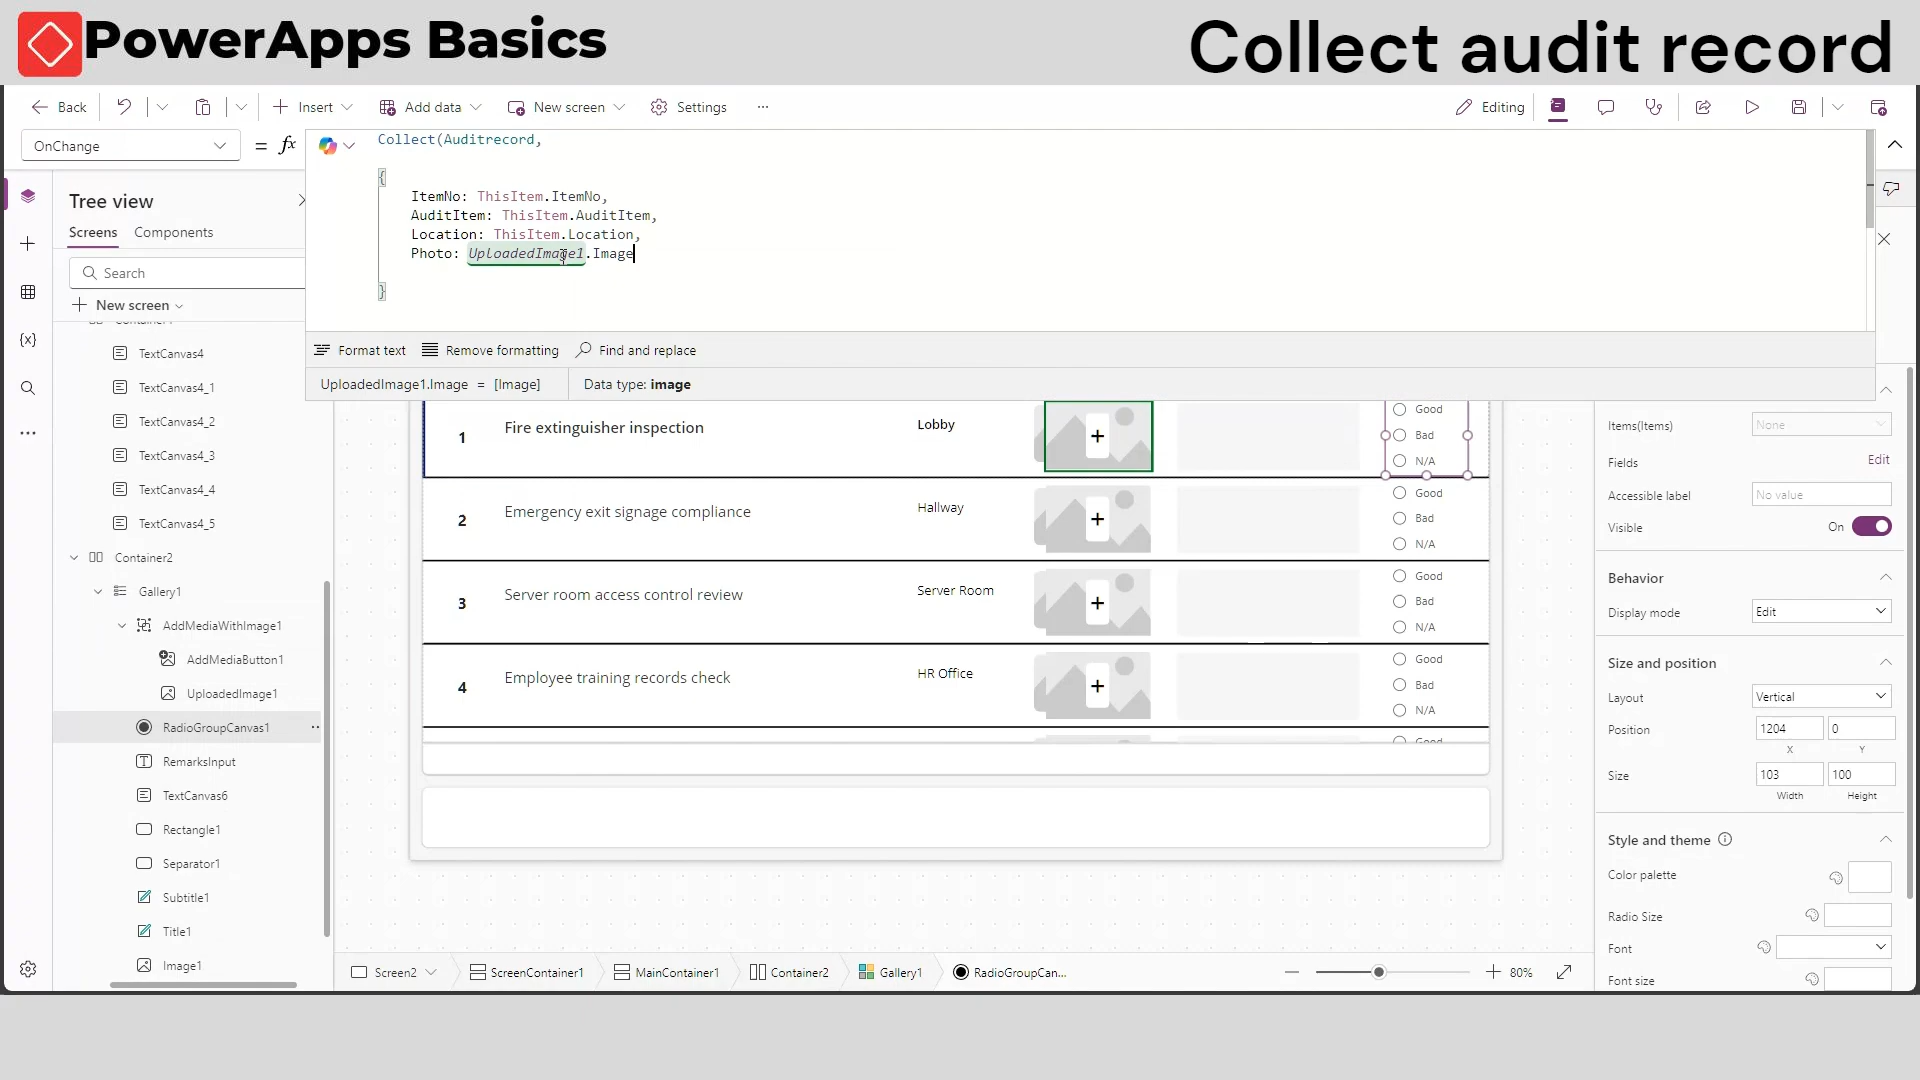 PowerApps Basics
Collect audit record
Back
Insert
Add data
New screen
Settings
...
Editing
OnChange
= fx
Collect(Auditrecord,
{
ItemNo: ThisItem.ItemNo,
AuditItem: ThisItem.AuditItem,
Location: ThisItem.Location,
Photo: UploadedImage1.Image
}
Format text
Remove formatting
Find and replace
UploadedImage1.Image = [Image]
Data type: image
Tree view
Screens
Components
Search
New screen
TextCanvas4
TextCanvas4_1
TextCanvas4_2
TextCanvas4_3
TextCanvas4_4
TextCanvas4_5
Container2
Gallery1
AddMediaWithImage1
AddMediaButton1
UploadedImage1
RadioGroupCanvas1
RemarksInput
TextCanvas6
Rectangle1
Separator1
Subtitle1
Title1
Image1
1
Fire extinguisher inspection
Lobby
Good
Bad
N/A
2
Emergency exit signage compliance
Hallway
Good
Bad
N/A
3
Server room access control review
Server Room
Good
Bad
N/A
4
Employee training records check
HR Office
Good
Bad
N/A
Good
Items(Items)
None
Fields
Edit
Accessible label
No value
Visible
On
Behavior
Display mode
Edit
Size and position
Layout
Vertical
Position
1204
0
X
Y
Size
103
100
Width
Height
Style and theme
Color palette
Radio Size
Font
Font size
Screen2
ScreenContainer1
MainContainer1
Container2
Gallery1
RadioGroupCan...
80%